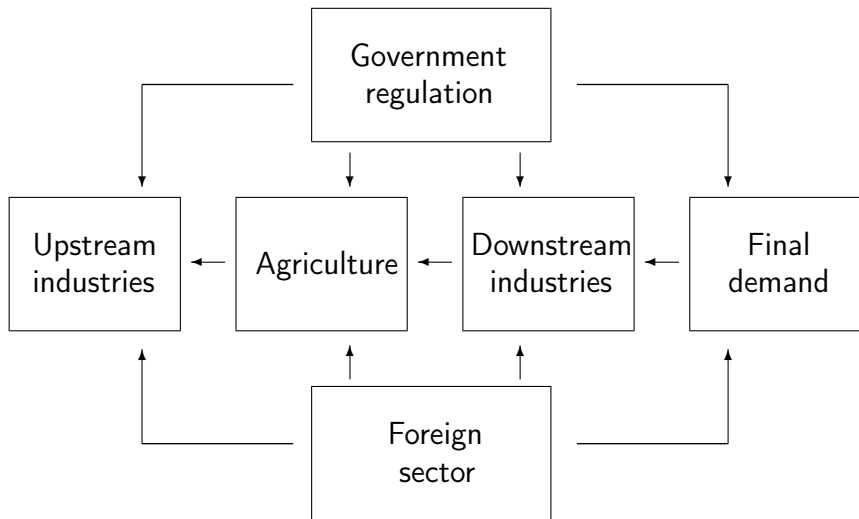 Government
regulation
Upstream
industries
Agriculture
Downstream
industries
Final
demand
Foreign
sector